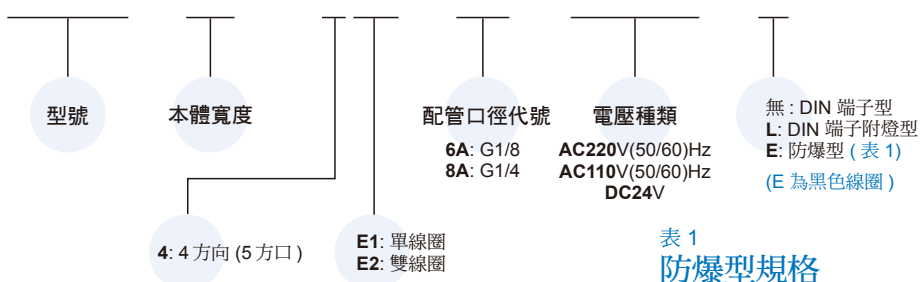 型號
本體寬度
配管口徑代號
6A: G1/8
8A: G1/4
電壓種類
AC220V(50/60)Hz
AC110V(50/60)Hz
DC24V
無 : DIN 端子型
L: DIN 端子附燈型
E: 防爆型 ( 表 1)
(E 為黑色線圈 )
4: 4 方向 (5 方口 )
E1: 單線圈
E2: 雙線圈
表 1
防爆型規格